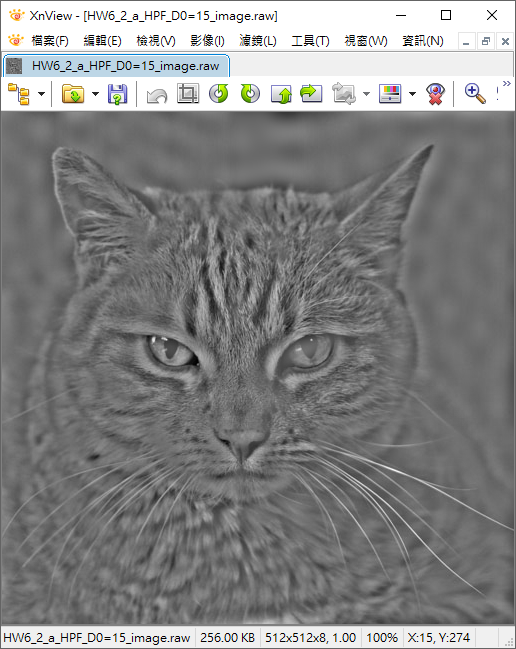 XnView - [HW6_2_a_HPF_D0=15_image.raw]
檔案(F) 編輯(E) 檢視(V) 影像(I) 濾鏡(L) 工具(T) 視窗(W) 資訊(N)
HW6_2_a_HPF_D0=15_image.raw
HW6_2_a_HPF_D0=15_image.raw 256.00 KB 512x512x8, 1.00 100% X:15, Y:274